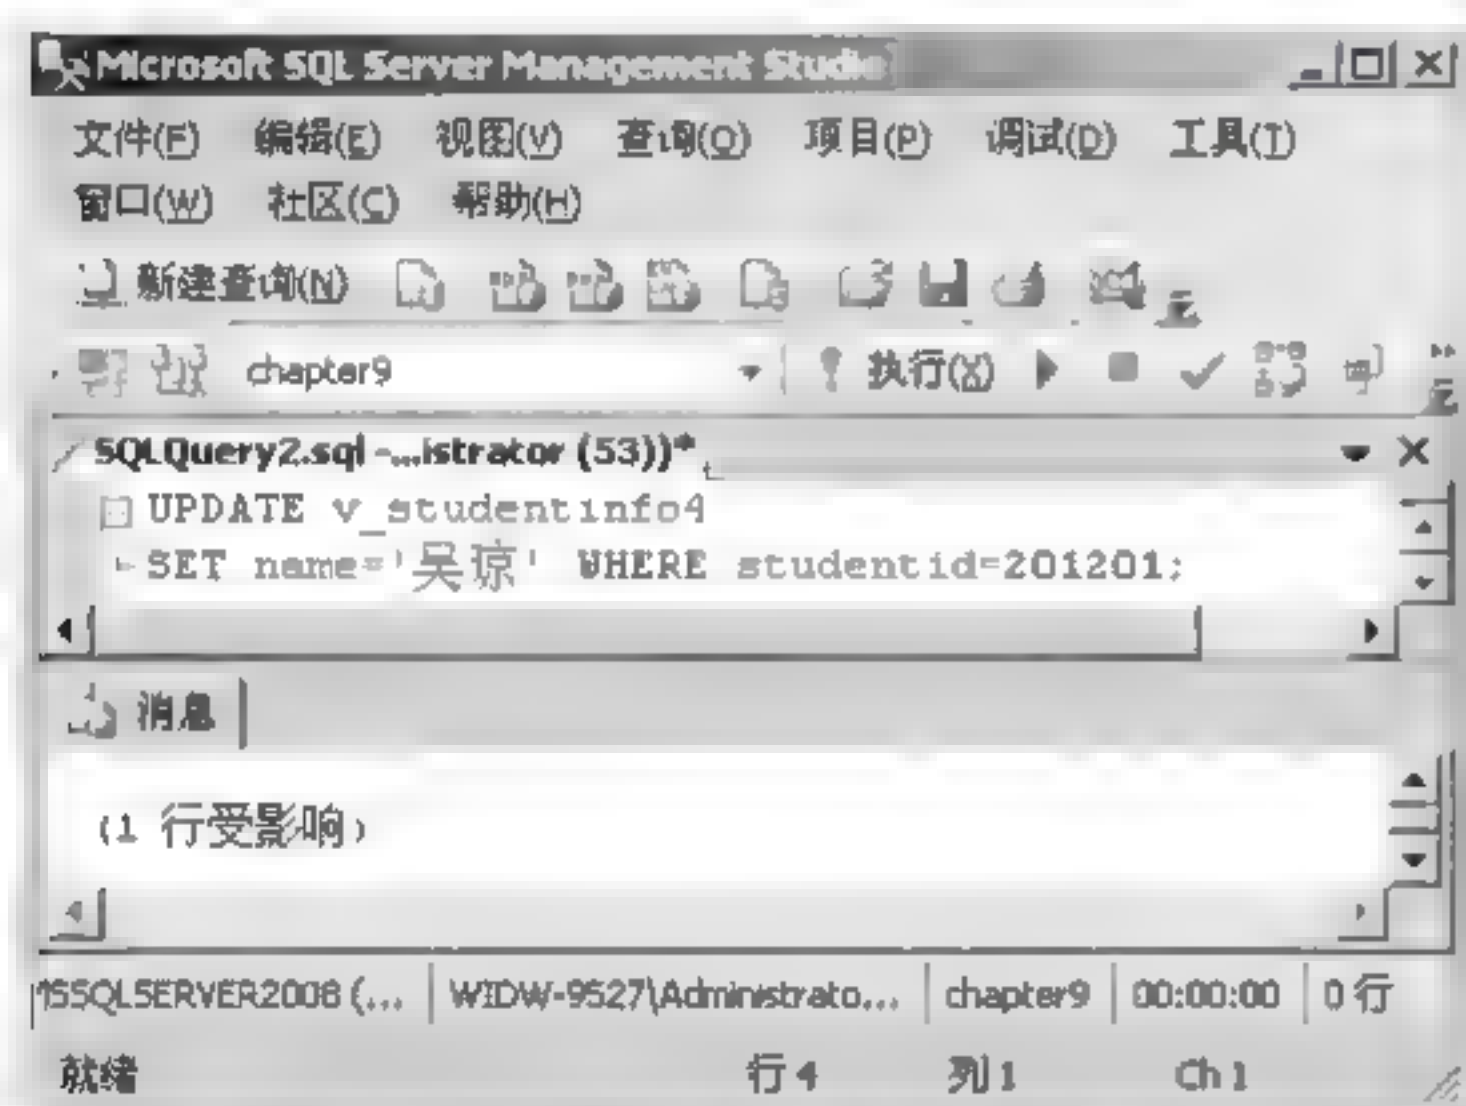 Microsoft SQL Server Management Studio
文件(F) 编辑(E) 视图(V) 查询(Q) 项目(P) 调试(D) 工具(T)
窗口(W) 社区(C) 帮助(H)
新建查询(N)
chapter9 执行(X)
SQLQuery2.sql -...istrator (53))*
UPDATE v_studentinfo4
SET name='吴琼' WHERE studentid=201201;
消息
(1 行受影响)
MSSQLSERVER2008 (... WIDW-9527\Administrato... chapter9 00:00:00 0 行
就绪 行 4 列 1 Ch 1